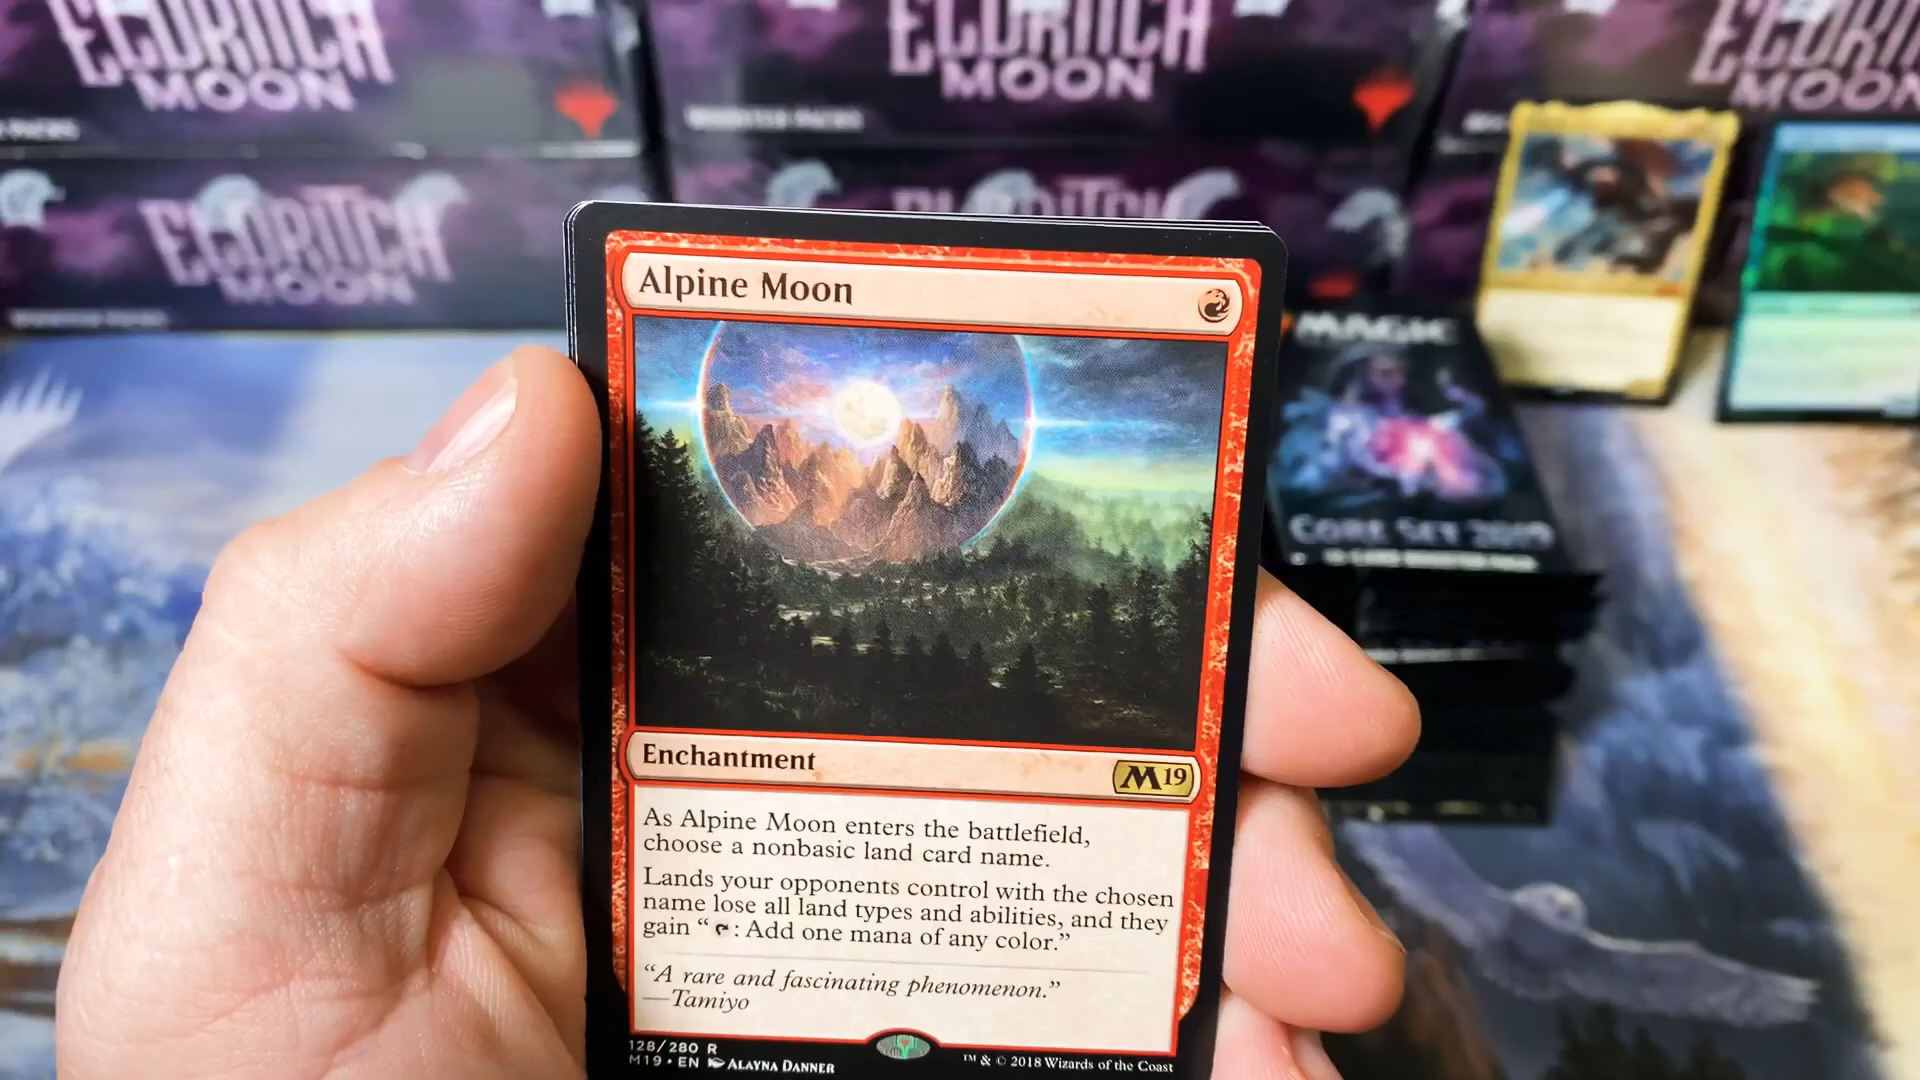 ELDRITCH
MOON
ELDRITCH
MOON
ELDRITCH
MOON
BOOSTER PACKS
ELDRITCH
MOON
ELDRITCH
MAGIC
CORE SET 2019
Alpine Moon
Enchantment
M19
As Alpine Moon enters the battlefield,
choose a nonbasic land card name.
Lands your opponents control with the chosen
name lose all land types and abilities, and they
gain “ : Add one mana of any color.”
“A rare and fascinating phenomenon.”
—Tamiyo
128/280 R
M19 • EN ALAYNA DANNER
™ & © 2018 Wizards of the Coast